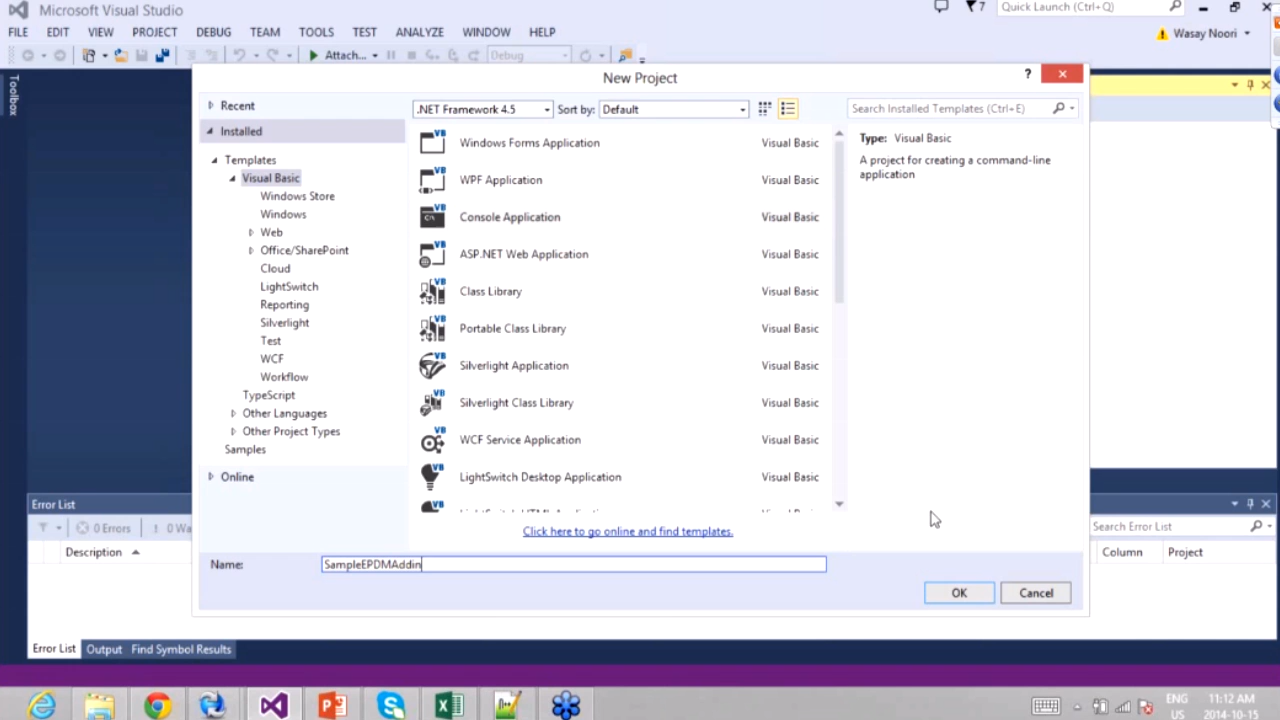 Microsoft Visual Studio
7
Quick Launch (Ctrl+Q)
FILE EDIT VIEW PROJECT DEBUG TEAM TOOLS TEST ANALYZE WINDOW HELP
Wasay Noori
Attach...
Debug
Toolbox
New Project
?
Recent
.NET Framework 4.5
Sort by: Default
Search Installed Templates (Ctrl+E)
Installed
Templates
Visual Basic
Windows Store
Windows
Web
Office/SharePoint
Cloud
LightSwitch
Reporting
Silverlight
Test
WCF
Workflow
TypeScript
Other Languages
Other Project Types
Samples
Online
Windows Forms Application Visual Basic
WPF Application Visual Basic
Console Application Visual Basic
ASP.NET Web Application Visual Basic
Class Library Visual Basic
Portable Class Library Visual Basic
Silverlight Application Visual Basic
Silverlight Class Library Visual Basic
WCF Service Application Visual Basic
LightSwitch Desktop Application Visual Basic
Type: Visual Basic
A project for creating a command-line
application
Click here to go online and find templates.
Name: SampleEPDMAddin
OK Cancel
Error List
0 Errors
0 Wa
Search Error List
Description
Column Project
Error List Output Find Symbol Results
ENG
US
11:12 AM
2014-10-15